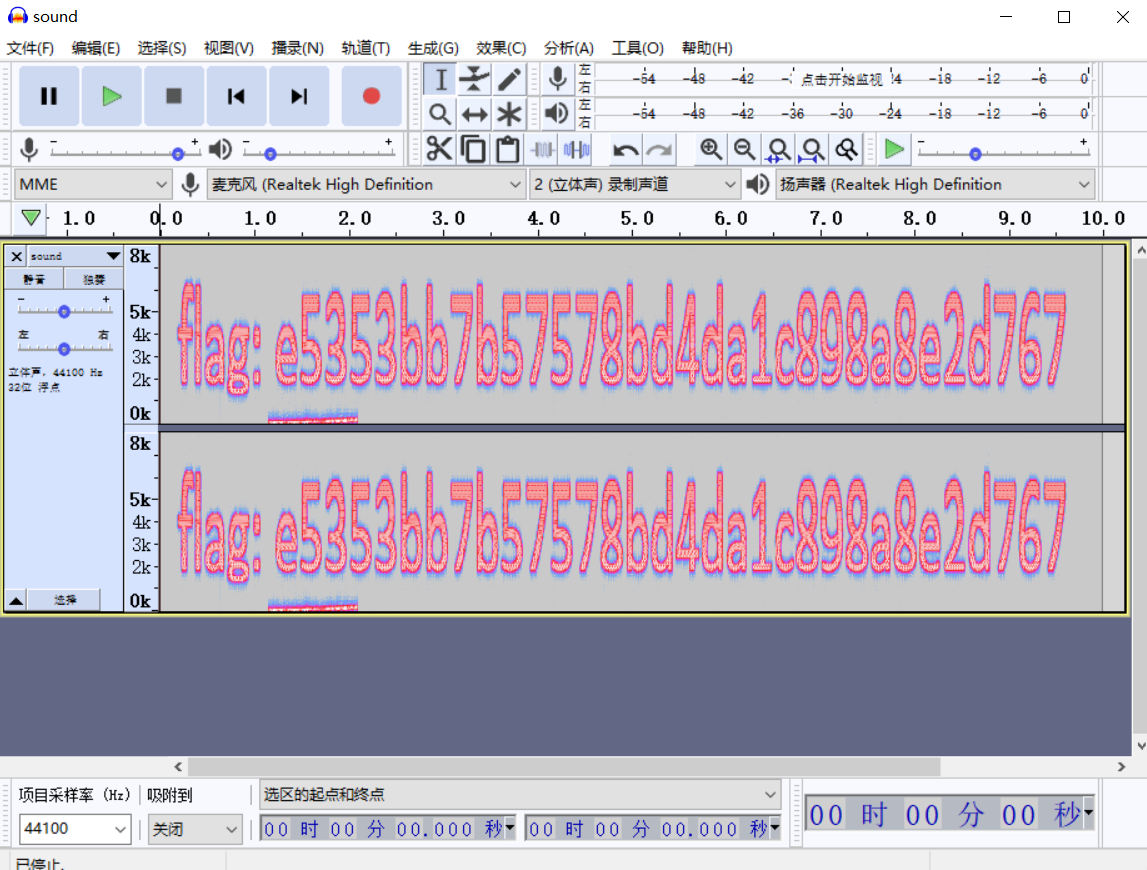 sound
文件(F) 编辑(E) 选择(S) 视图(V) 播录(N) 轨道(T) 生成(G) 效果(C) 分析(A) 工具(O) 帮助(H)
左 右 -54 -48 -42 -3 点击开始监视 !4 -18 -12 -6 0
左 右 -54 -48 -42 -36 -30 -24 -18 -12 -6 0
- + - + - +
MME 麦克风 (Realtek High Definition 2 (立体声) 录制声道 扬声器 (Realtek High Definition
1.0 0.0 1.0 2.0 3.0 4.0 5.0 6.0 7.0 8.0 9.0 10.0
sound
静音 独奏
- +
左 右
立体声, 44100 Hz
32位 浮点
选择
8k
5k
4k
3k
2k
0k
flag: e5353bb7b57578bd4da1c898a8e2d767
8k
5k
4k
3k
2k
0k
flag: e5353bb7b57578bd4da1c898a8e2d767
项目采样率 (Hz) 吸附到 选区的起点和终点
44100 关闭 00 时 00 分 00.000 秒 00 时 00 分 00.000 秒
00 时 00 分 00 秒
已停止.